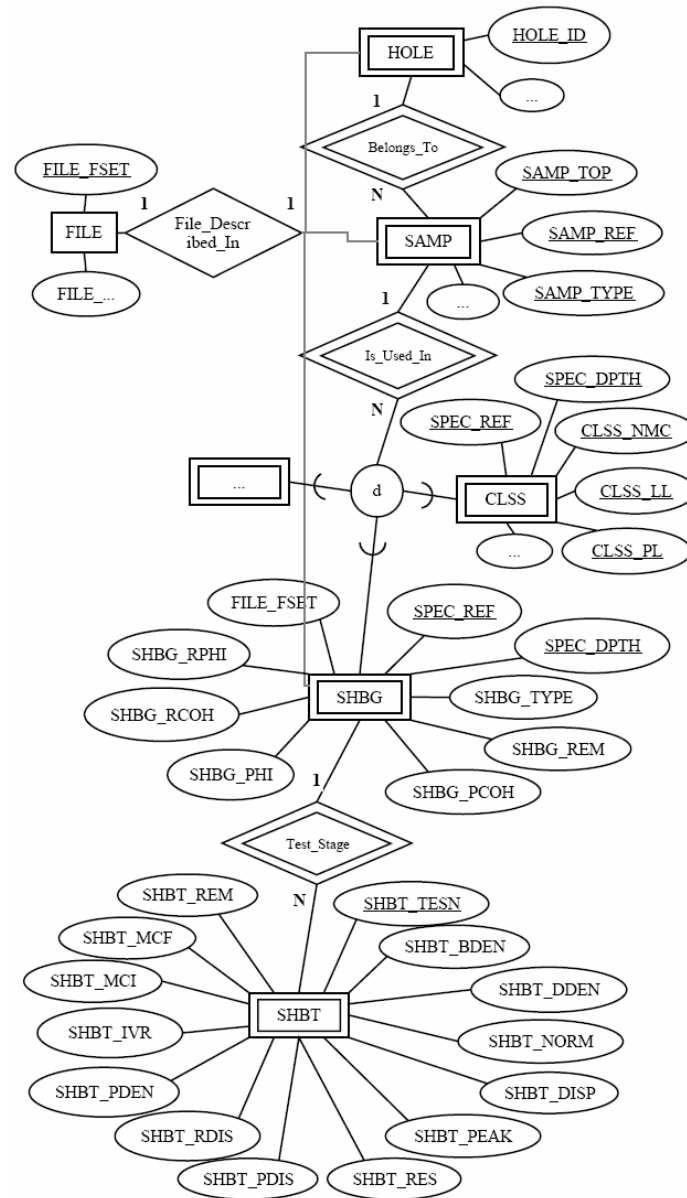 HOLE
HOLE_ID
...
1
Belongs_To
N
FILE_FSET
1
FILE
File_Descr
ibed_In
1
FILE_...
SAMP_TOP
SAMP
SAMP_REF
SAMP_TYPE
...
1
Is_Used_In
N
SPEC_DPTH
SPEC_REF
CLSS_NMC
...
d
CLSS
CLSS_LL
...
CLSS_PL
FILE_FSET
SPEC_REF
SHBG_RPHI
SPEC_DPTH
SHBG
SHBG_TYPE
SHBG_RCOH
SHBG_REM
SHBG_PHI
SHBG_PCOH
1
Test_Stage
N
SHBT_REM
SHBT_TESN
SHBT_MCF
SHBT_BDEN
SHBT_MCI
SHBT_DDEN
SHBT
SHBT_IVR
SHBT_NORM
SHBT_PDEN
SHBT_DISP
SHBT_RDIS
SHBT_PEAK
SHBT_PDIS
SHBT_RES